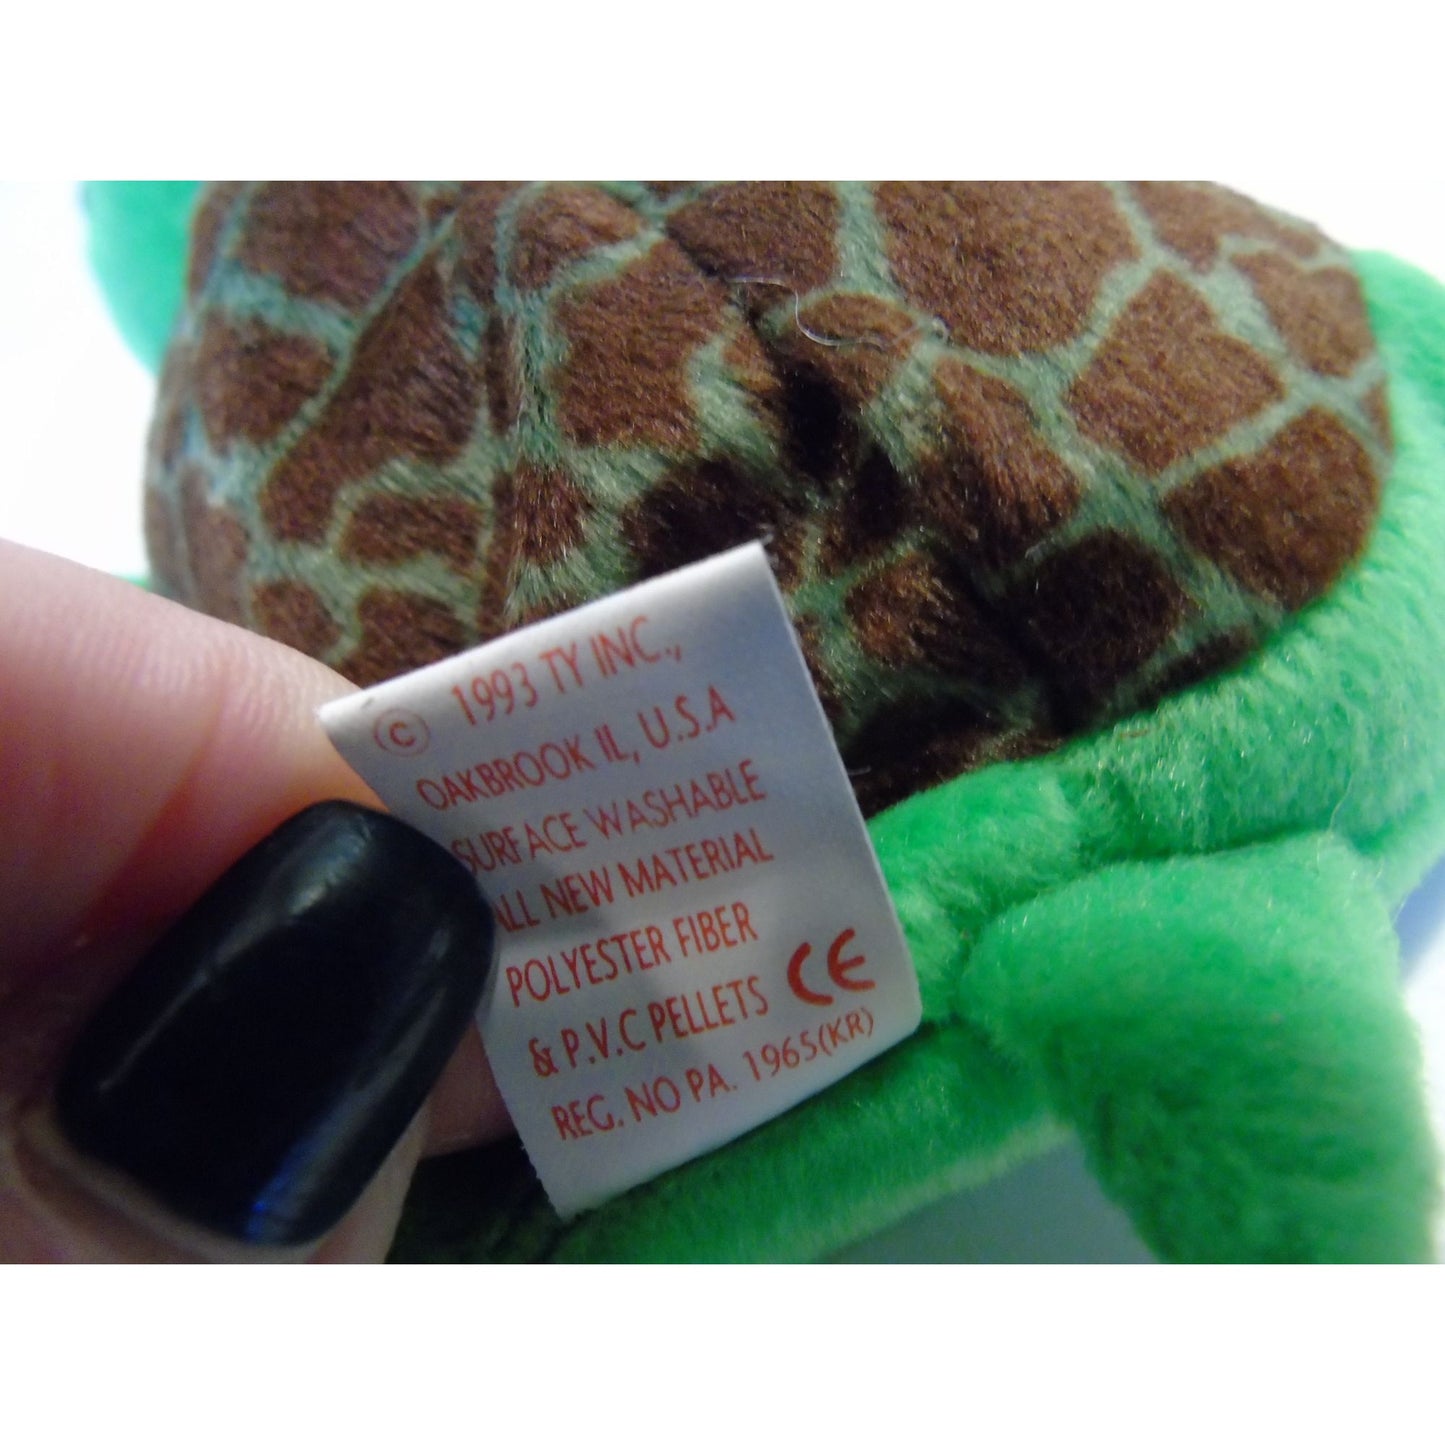 © 1993 TY INC.,
OAKBROOK IL, U.S.A
SURFACE WASHABLE
ALL NEW MATERIAL
POLYESTER FIBER
& P.V.C PELLETS CE
REG. NO PA. 1965(KR)